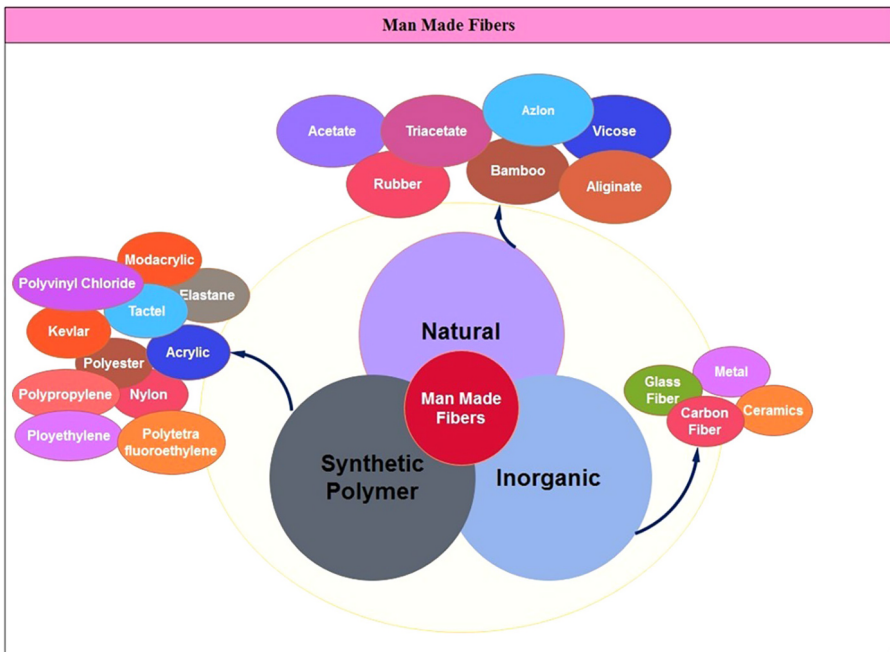 Man Made Fibers
Acetate
Triacetate
Azlon
Vicose
Rubber
Bamboo
Aliginate
Modacrylic
Polyvinyl Chloride
Elastane
Tactel
Kevlar
Acrylic
Polyester
Polypropylene
Nylon
Ployethylene
Polytetra
fluoroethylene
Natural
Man Made
Fibers
Synthetic
Polymer
Inorganic
Metal
Glass
Fiber
Carbon
Fiber
Ceramics